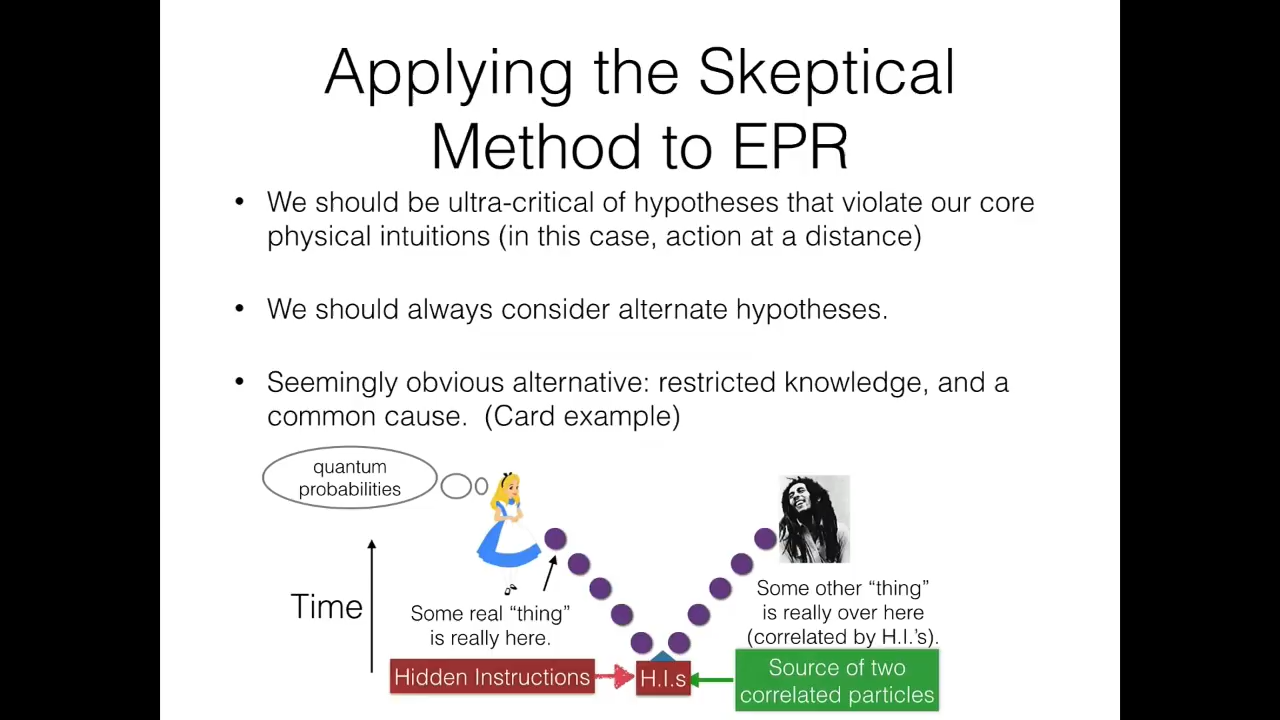 Applying the Skeptical
Method to EPR
• We should be ultra-critical of hypotheses that violate our core
physical intuitions (in this case, action at a distance)
• We should always consider alternate hypotheses.
• Seemingly obvious alternative: restricted knowledge, and a
common cause.  (Card example)
quantum
probabilities
Time
Some real “thing”
is really here.
Some other “thing”
is really over here
(correlated by H.I.’s).
Hidden Instructions
H.I.s
Source of two
correlated particles